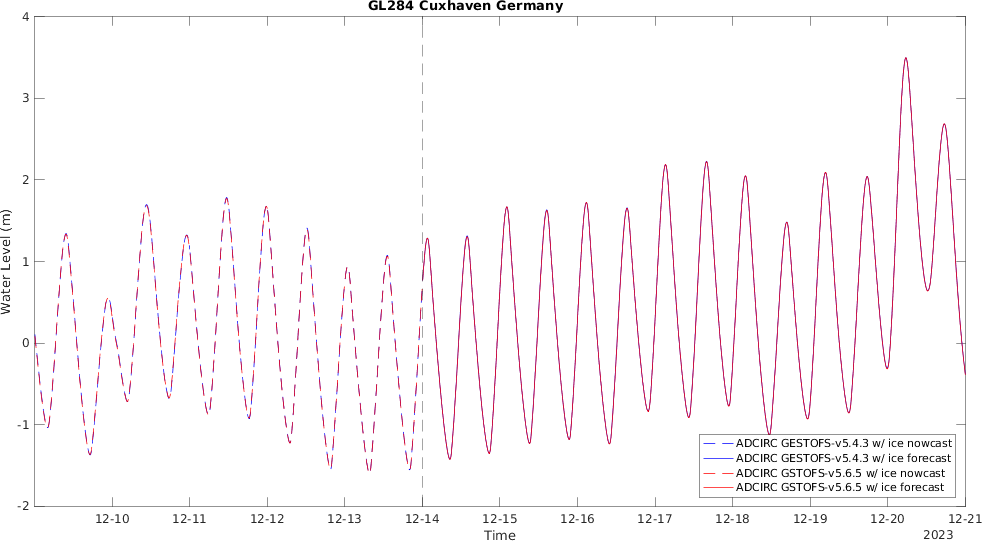 GL284 Cuxhaven Germany
4
3
2
1
0
-1
-2
Water Level (m)
ADCIRC GESTOFS-v5.4.3 w/ ice nowcast
ADCIRC GESTOFS-v5.4.3 w/ ice forecast
ADCIRC GSTOFS-v5.6.5 w/ ice nowcast
ADCIRC GSTOFS-v5.6.5 w/ ice forecast
12-10 12-11 12-12 12-13 12-14 12-15 12-16 12-17 12-18 12-19 12-20 12-21
Time
2023